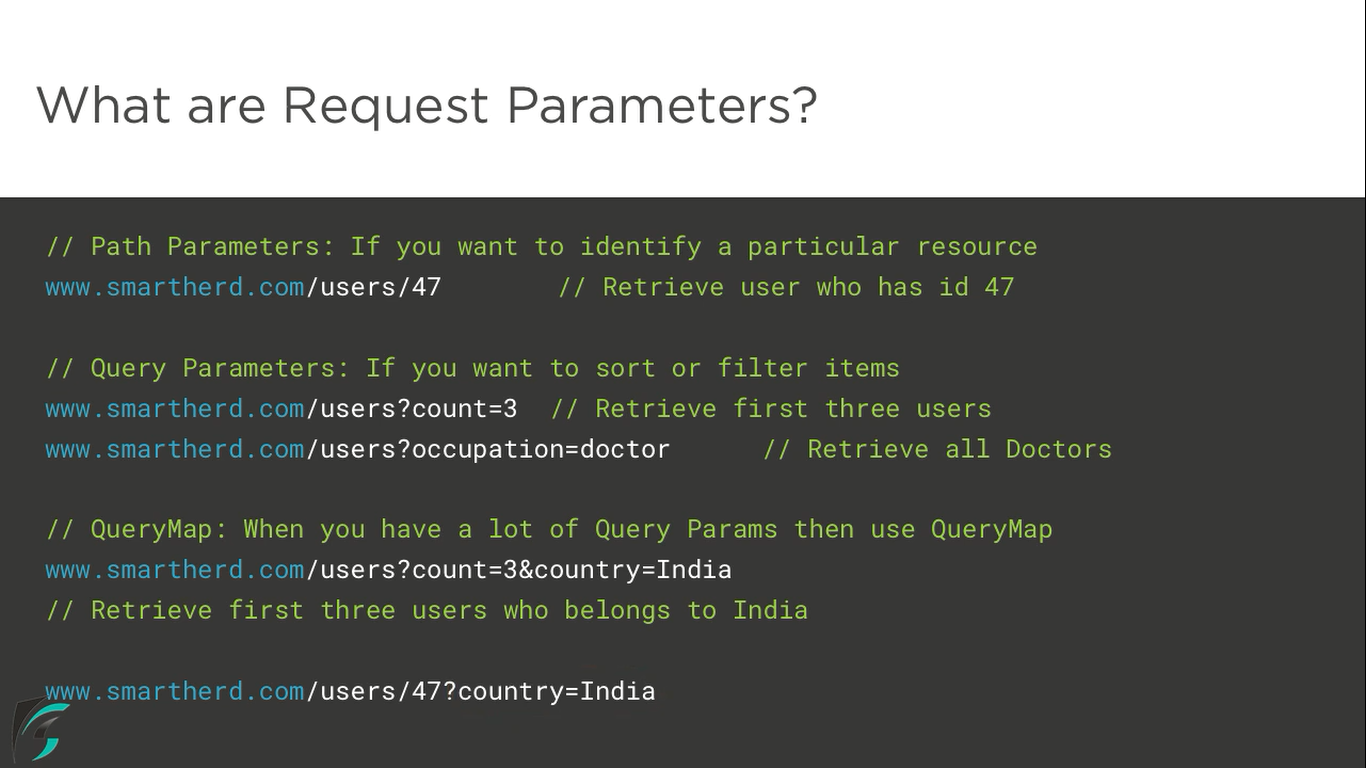 What are Request Parameters?
// Path Parameters: If you want to identify a particular resource
www.smartherd.com/users/47 // Retrieve user who has id 47
// Query Parameters: If you want to sort or filter items
www.smartherd.com/users?count=3 // Retrieve first three users
www.smartherd.com/users?occupation=doctor // Retrieve all Doctors
// QueryMap: When you have a lot of Query Params then use QueryMap
www.smartherd.com/users?count=3&country=India
// Retrieve first three users who belongs to India
www.smartherd.com/users/47?country=India